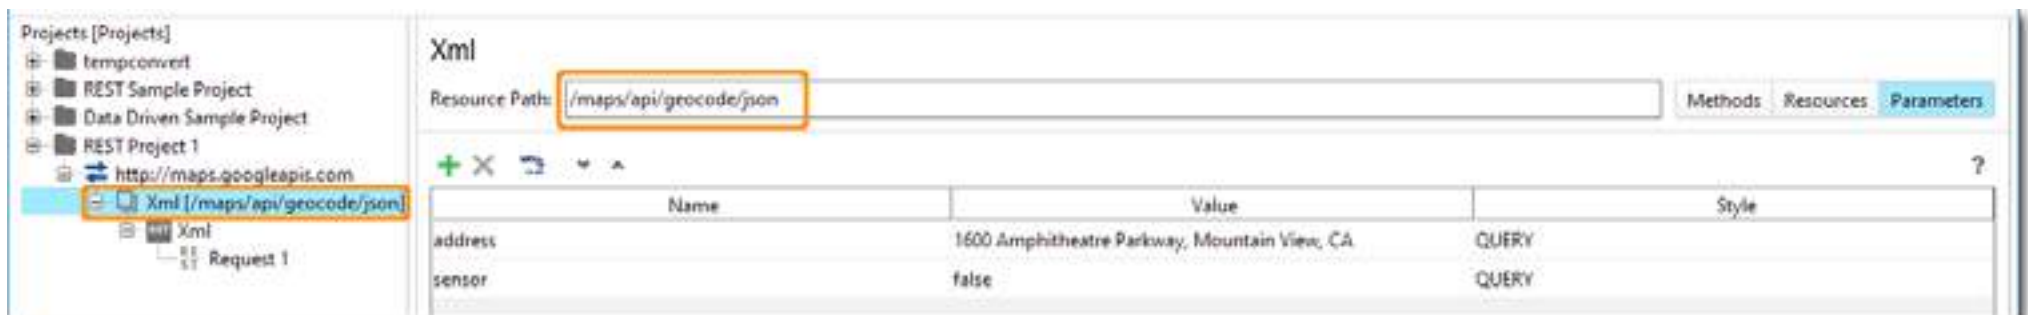 Projects [Projects]
tempconvert
REST Sample Project
Data Driven Sample Project
REST Project 1
http://maps.googleapis.com
Xml [/maps/api/geocode/json]
Xml
Request 1
Xml
Resource Path: /maps/api/geocode/json
Methods Resources Parameters
?
Name Value Style
address 1600 Amphitheatre Parkway, Mountain View, CA QUERY
sensor false QUERY